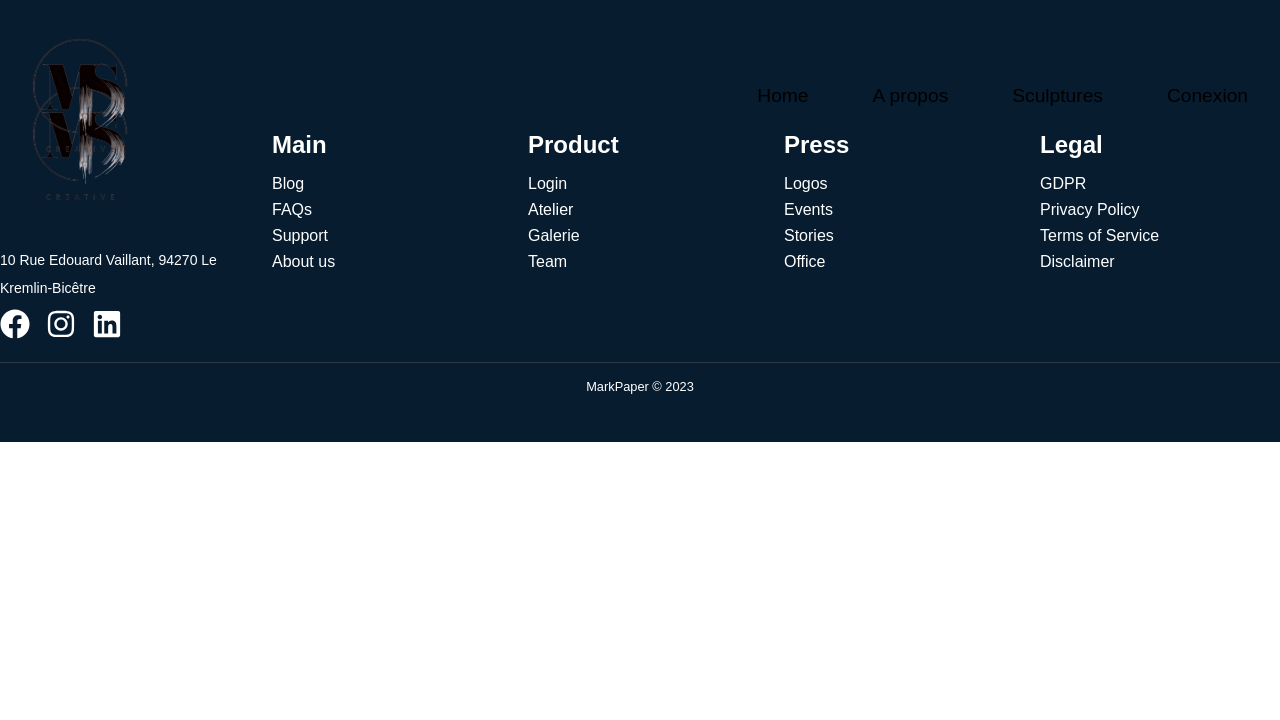 Home A propos Sculptures Conexion
CREATIVE
CREATIVE
10 Rue Edouard Vaillant, 94270 Le
Kremlin-Bicêtre
Main
Blog
FAQs
Support
About us
Product
Login
Atelier
Galerie
Team
Press
Logos
Events
Stories
Office
Legal
GDPR
Privacy Policy
Terms of Service
Disclaimer
MarkPaper © 2023